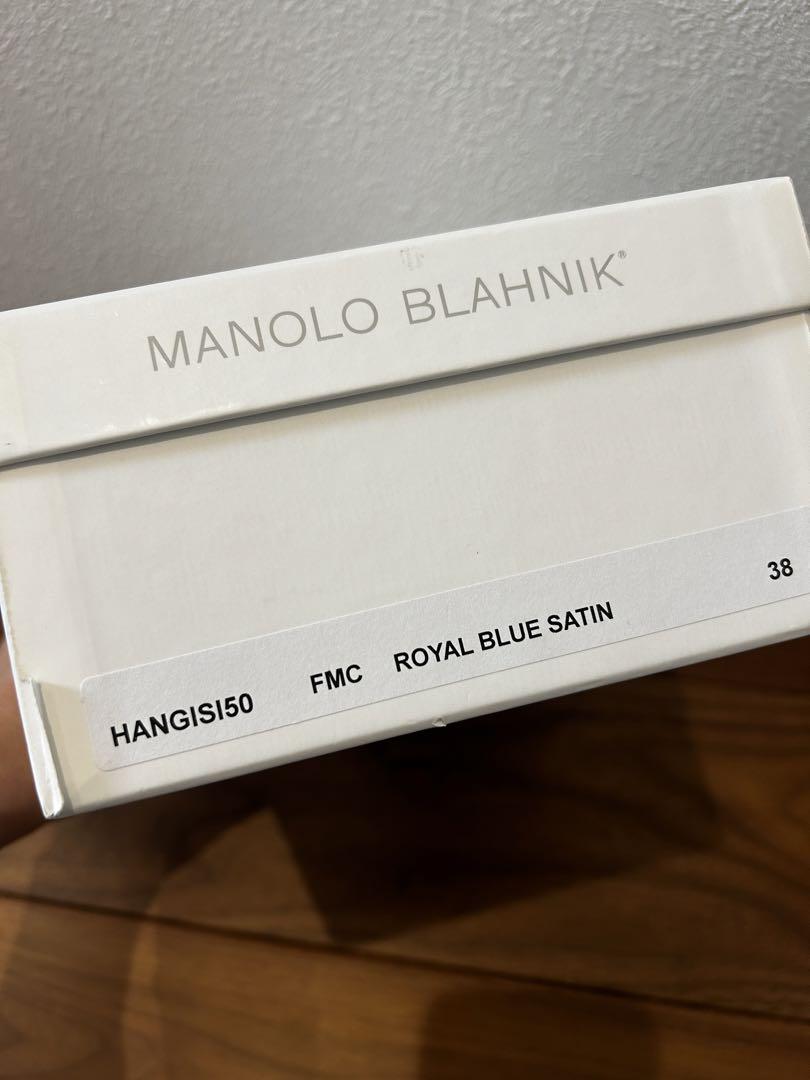 MANOLO BLAHNIK®
HANGISI50 FMC ROYAL BLUE SATIN 38